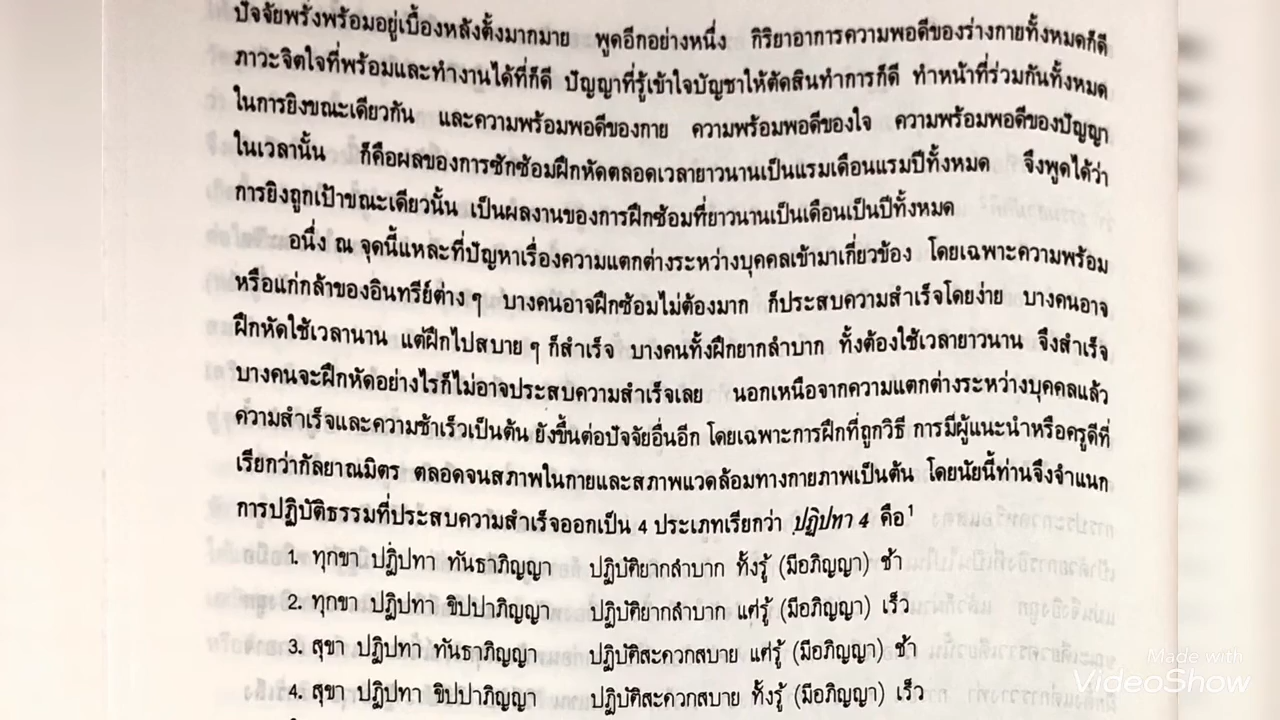 ปัจจัยพรั่งพร้อมอยู่เบื้องหลังตั้งมากมาย พูดอีกอย่างหนึ่ง กิริยาอาการความพอดีของร่างกายทั้งหมดก็ดี
ภาวะจิตใจที่พร้อมและทำงานได้ที่ก็ดี ปัญญาที่รู้เข้าใจบัญชาให้ตัดสินทำการก็ดี ทำหน้าที่ร่วมกันทั้งหมด
ในการยิงขณะเดียวกัน และความพร้อมพอดีของกาย ความพร้อมพอดีของใจ ความพร้อมพอดีของปัญญา
ในเวลานั้น ก็คือผลของการซักซ้อมฝึกหัดตลอดเวลายาวนานเป็นแรมเดือนแรมปีทั้งหมด จึงพูดได้ว่า
การยิงถูกเป้าขณะเดียวนั้น เป็นผลงานของการฝึกซ้อมที่ยาวนานเป็นเดือนเป็นปีทั้งหมด
อนึ่ง ณ จุดนี้แหละที่ปัญหาเรื่องความแตกต่างระหว่างบุคคลเข้ามาเกี่ยวข้อง โดยเฉพาะความพร้อม
หรือแก่กล้าของอินทรีย์ต่าง ๆ บางคนอาจฝึกซ้อมไม่ต้องมาก ก็ประสบความสำเร็จโดยง่าย บางคนอาจ
ฝึกหัดใช้เวลานาน แต่ฝึกไปสบาย ๆ ก็สำเร็จ บางคนทั้งฝึกยากลำบาก ทั้งต้องใช้เวลายาวนาน จึงสำเร็จ
บางคนจะฝึกหัดอย่างไรก็ไม่อาจประสบความสำเร็จเลย นอกเหนือจากความแตกต่างระหว่างบุคคลแล้ว
ความสำเร็จและความช้าเร็วเป็นต้น ยังขึ้นต่อปัจจัยอื่นอีก โดยเฉพาะการฝึกที่ถูกวิธี การมีผู้แนะนำหรือครูดีที่
เรียกว่ากัลยาณมิตร ตลอดจนสภาพในกายและสภาพแวดล้อมทางกายภาพเป็นต้น โดยนัยนี้ท่านจึงจำแนก
การปฏิบัติธรรมที่ประสบความสำเร็จออกเป็น 4 ประเภทเรียกว่า ปฏิปทา 4 คือ¹
1. ทุกขา ปฏิปทา ทันธาภิญญา ปฏิบัติยากลำบาก ทั้งรู้ (มีอภิญญา) ช้า
2. ทุกขา ปฏิปทา ขิปปาภิญญา ปฏิบัติยากลำบาก แต่รู้ (มีอภิญญา) เร็ว
3. สุขา ปฏิปทา ทันธาภิญญา ปฏิบัติสะดวกสบาย แต่รู้ (มีอภิญญา) ช้า
4. สุขา ปฏิปทา ขิปปาภิญญา ปฏิบัติสะดวกสบาย ทั้งรู้ (มีอภิญญา) เร็ว
Made with
VideoShow